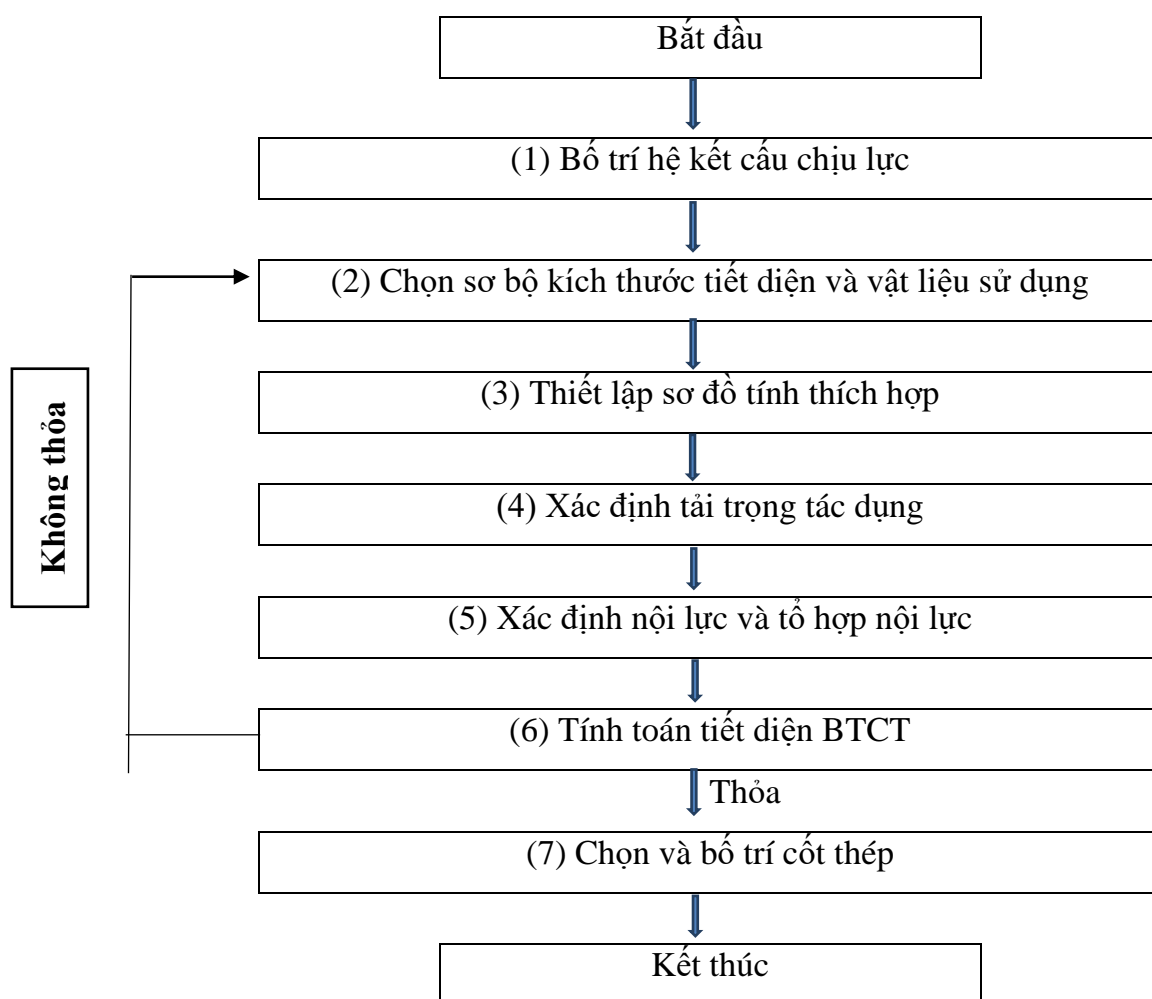 Bắt đầu
(1) Bố trí hệ kết cấu chịu lực
(2) Chọn sơ bộ kích thước tiết diện và vật liệu sử dụng
(3) Thiết lập sơ đồ tính thích hợp
Không thỏa
(4) Xác định tải trọng tác dụng
(5) Xác định nội lực và tổ hợp nội lực
(6) Tính toán tiết diện BTCT
Thỏa
(7) Chọn và bố trí cốt thép
Kết thúc